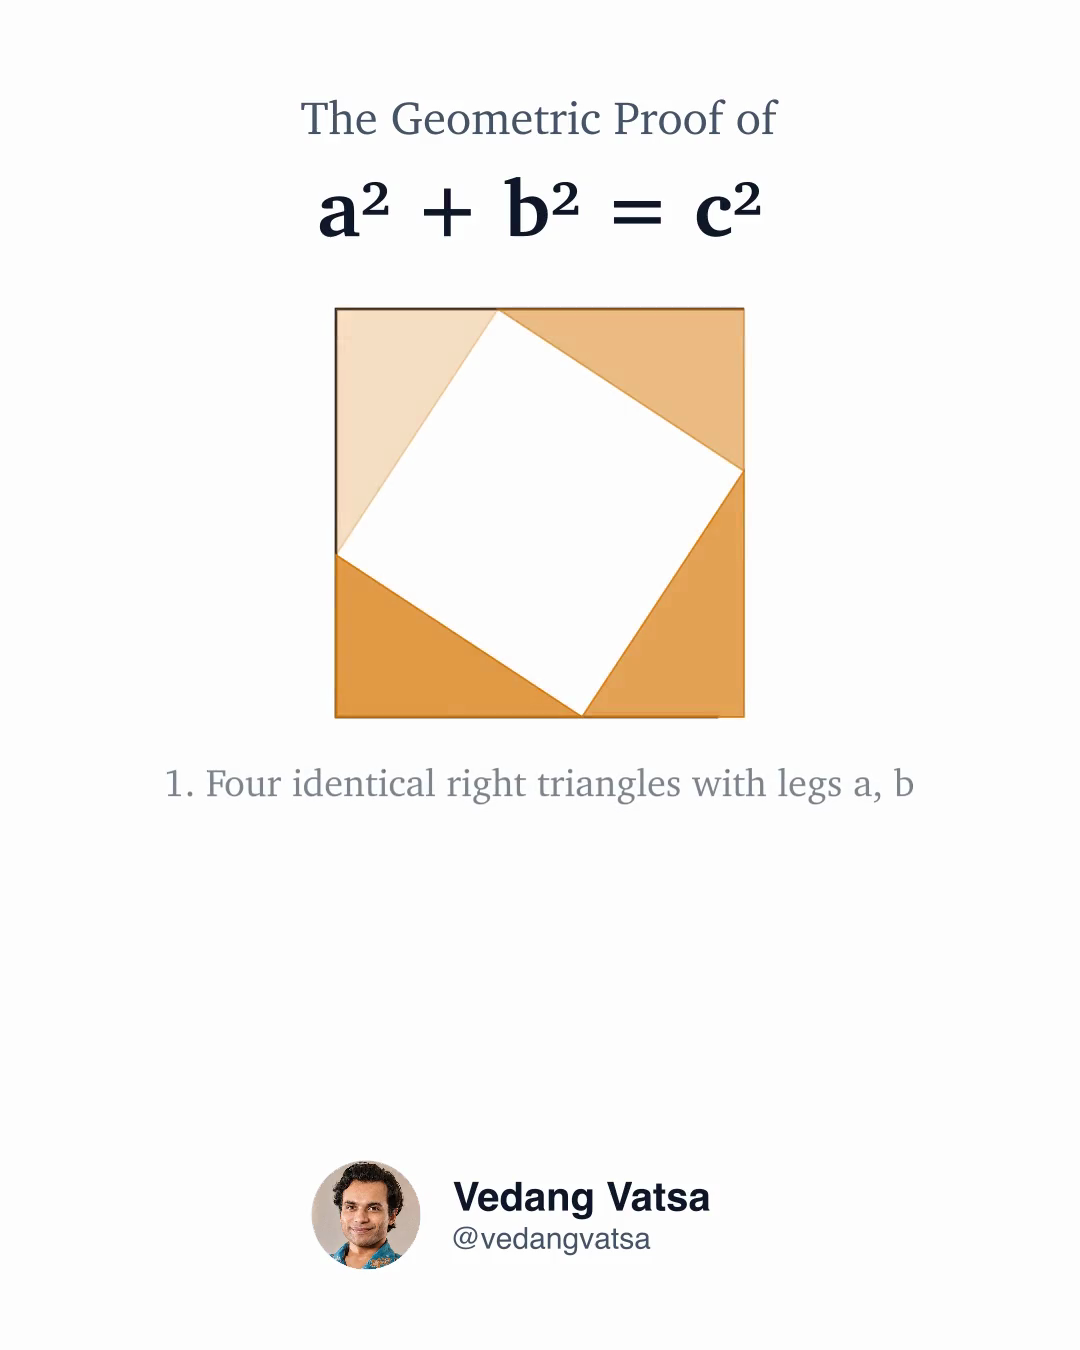 The Geometric Proof of
a² + b² = c²
1. Four identical right triangles with legs a, b
Vedang Vatsa
@vedangvatsa